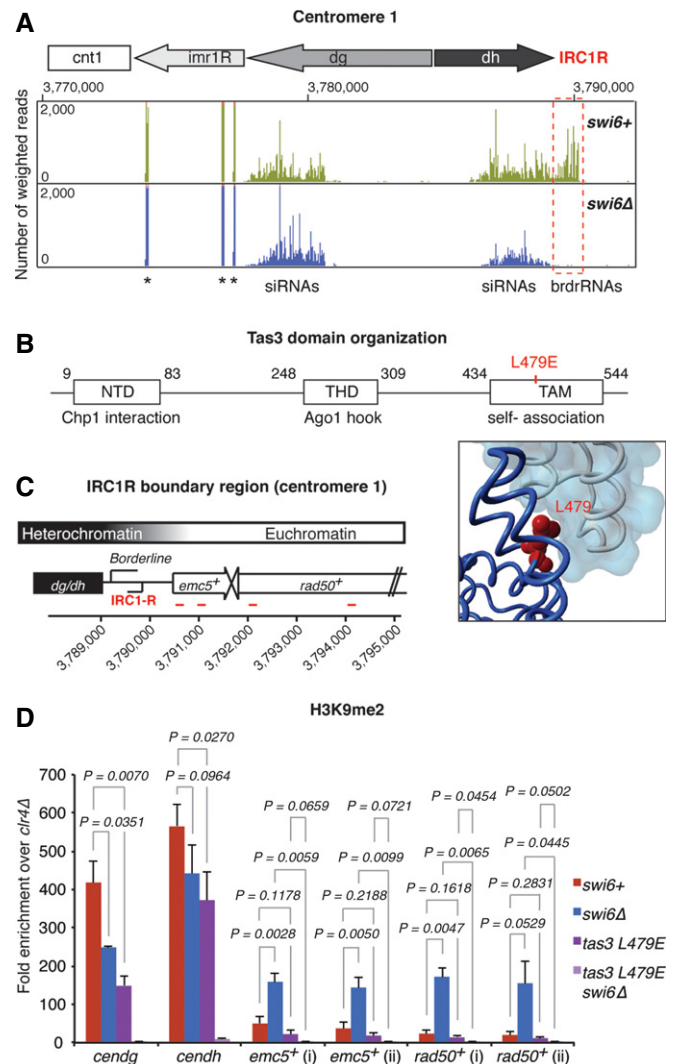 A
Centromere 1
cnt1
imr1R
dg
dh
IRC1R
3,770,000
3,780,000
3,790,000
Number of weighted reads
2,000
swi6+
0
2,000
swi6Δ
0
*
* *
siRNAs
siRNAs
brdrRNAs
B
Tas3 domain organization
L479E
9
83
248
309
434
544
NTD
THD
TAM
Chp1 interaction
Ago1 hook
self- association
L479
C
IRC1R boundary region (centromere 1)
Heterochromatin
Euchromatin
Borderline
dg/dh
emc5+
rad50+
IRC1-R
3,789,000
3,790,000
3,791,000
3,792,000
3,793,000
3,794,000
3,795,000
D
H3K9me2
Fold enrichment over clr4Δ
700
600
500
400
300
200
100
0
P = 0.0070
P = 0.0351
P = 0.0270
P = 0.0964
P = 0.0659
P = 0.0059
P = 0.1178
P = 0.0028
P = 0.0721
P = 0.0099
P = 0.2188
P = 0.0050
P = 0.0454
P = 0.0065
P = 0.1618
P = 0.0047
P = 0.0502
P = 0.0445
P = 0.2831
P = 0.0529
swi6+
swi6Δ
tas3 L479E
tas3 L479E
swi6Δ
cendg
cendh
emc5+ (i)
emc5+ (ii)
rad50+ (i)
rad50+ (ii)